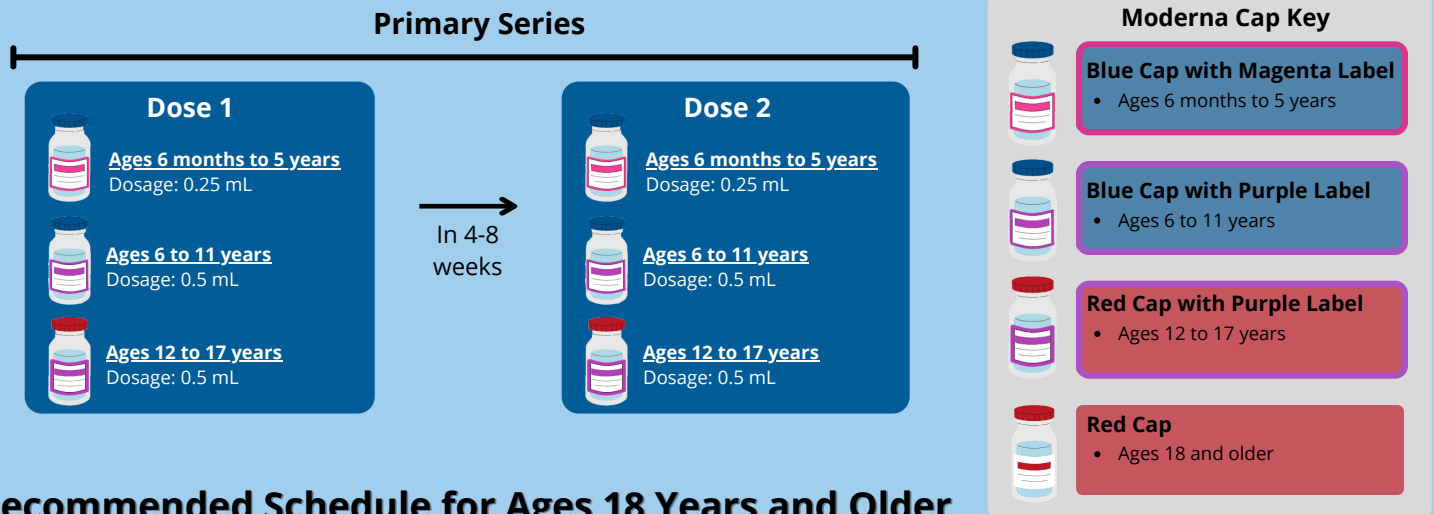 Primary Series
Dose 1
Ages 6 months to 5 years
Dosage: 0.25 mL
Ages 6 to 11 years
Dosage: 0.5 mL
Ages 12 to 17 years
Dosage: 0.5 mL
In 4-8
weeks
Dose 2
Ages 6 months to 5 years
Dosage: 0.25 mL
Ages 6 to 11 years
Dosage: 0.5 mL
Ages 12 to 17 years
Dosage: 0.5 mL
Moderna Cap Key
Blue Cap with Magenta Label
• Ages 6 months to 5 years
Blue Cap with Purple Label
• Ages 6 to 11 years
Red Cap with Purple Label
• Ages 12 to 17 years
Red Cap
• Ages 18 and older
ecommended Schedule for Ages 18 Years and Older